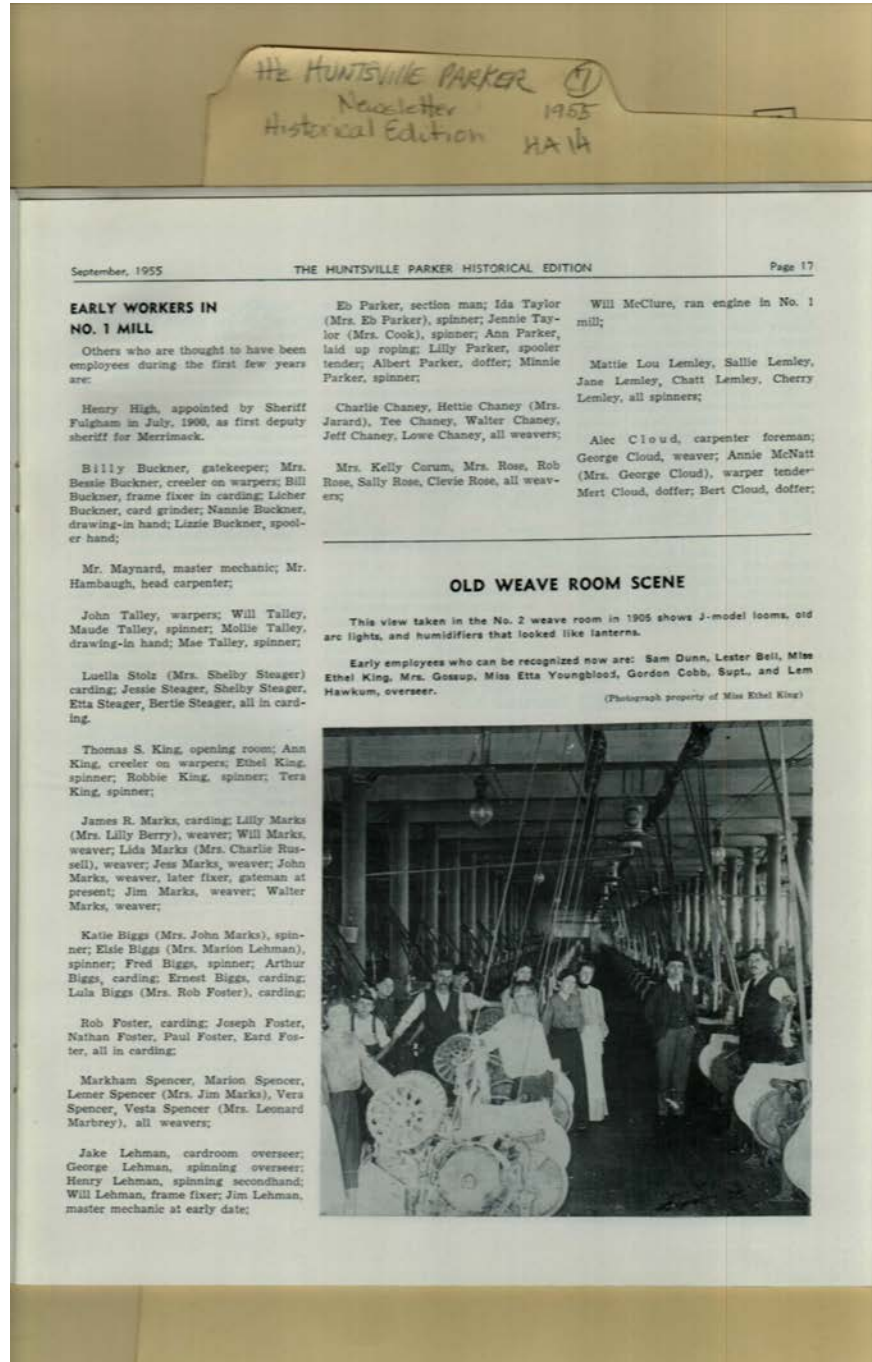 THE HUNTSVILLE PARKER 7
Newsletter 1955
Historical Edition HA 14
September, 1955 THE HUNTSVILLE PARKER HISTORICAL EDITION Page 17
EARLY WORKERS IN
NO. 1 MILL
Others who are thought to have been
employees during the first few years
are:
Henry High, appointed by Sheriff
Fulgham in July, 1900, as first deputy
sheriff for Merrimack.
Billy Buckner, gatekeeper; Mrs.
Bessie Buckner, creeler on warpers; Bill
Buckner, frame fixer in carding; Licher
Buckner, card grinder; Nannie Buckner,
drawing-in hand; Lizzie Buckner, spool-
er hand;
Mr. Maynard, master mechanic; Mr.
Hambaugh, head carpenter;
John Talley, warpers; Will Talley,
Maude Talley, spinner; Mollie Talley,
drawing-in hand; Mae Talley, spinner;
Luella Stolz (Mrs. Shelby Steager)
carding; Jessie Steager, Shelby Steager,
Etta Steager, Bertie Steager, all in card-
ing.
Thomas S. King, opening room; Ann
King, creeler on warpers; Ethel King,
spinner; Robbie King, spinner; Tera
King, spinner;
James R. Marks, carding; Lilly Marks
(Mrs. Lilly Berry), weaver; Will Marks,
weaver; Lida Marks (Mrs. Charlie Rus-
sell), weaver; Jess Marks, weaver; John
Marks, weaver, later fixer, gateman at
present; Jim Marks, weaver; Walter
Marks, weaver;
Katie Biggs (Mrs. John Marks), spin-
ner; Elsie Biggs (Mrs. Marion Lehman),
spinner; Fred Biggs, spinner; Arthur
Biggs, carding; Ernest Biggs, carding;
Lula Biggs (Mrs. Rob Foster), carding;
Rob Foster, carding; Joseph Foster,
Nathan Foster, Paul Foster, Eard Fos-
ter, all in carding;
Markham Spencer, Marion Spencer,
Lemer Spencer (Mrs. Jim Marks), Vera
Spencer, Vesta Spencer (Mrs. Leonard
Marbrey), all weavers;
Jake Lehman, cardroom overseer;
George Lehman, spinning overseer;
Henry Lehman, spinning secondhand;
Will Lehman, frame fixer; Jim Lehman,
master mechanic at early date;
Eb Parker, section man; Ida Taylor
(Mrs. Eb Parker), spinner; Jennie Tay-
lor (Mrs. Cook), spinner; Ann Parker,
laid up roping; Lilly Parker, spooler
tender; Albert Parker, doffer; Minnie
Parker, spinner;
Charlie Chaney, Hettie Chaney (Mrs.
Jarard), Tee Chaney, Walter Chaney,
Jeff Chaney, Lowe Chaney, all weavers;
Mrs. Kelly Corum, Mrs. Rose, Rob
Rose, Sally Rose, Clevie Rose, all weav-
ers;
Will McClure, ran engine in No. 1
mill;
Mattie Lou Lemley, Sallie Lemley,
Jane Lemley, Chatt Lemley, Cherry
Lemley, all spinners;
Alec Cloud, carpenter foreman;
George Cloud, weaver; Annie McNatt
(Mrs. George Cloud), warper tender
Mert Cloud, doffer; Bert Cloud, doffer;
OLD WEAVE ROOM SCENE
This view taken in the No. 2 weave room in 1905 shows J-model looms, old
arc lights, and humidifiers that looked like lanterns.
Early employees who can be recognized now are: Sam Dunn, Lester Bell, Miss
Ethel King, Mrs. Gossup, Miss Etta Youngblood, Gordon Cobb, Supt., and Lem
Hawkum, overseer.
(Photograph property of Miss Ethel King)